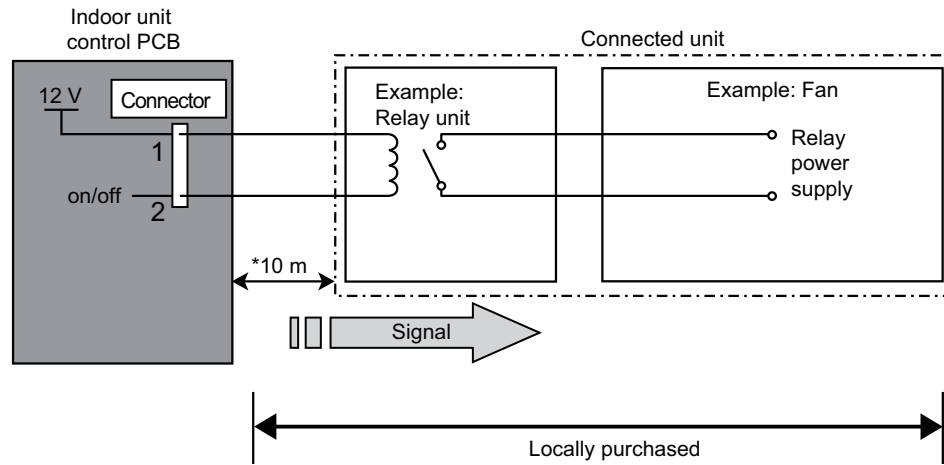 Indoor unit
control PCB
Connected unit
12 V
Connector
1
on/off
2
Example:
Relay unit
Example: Fan
Relay
power
supply
*10 m
Signal
Locally purchased